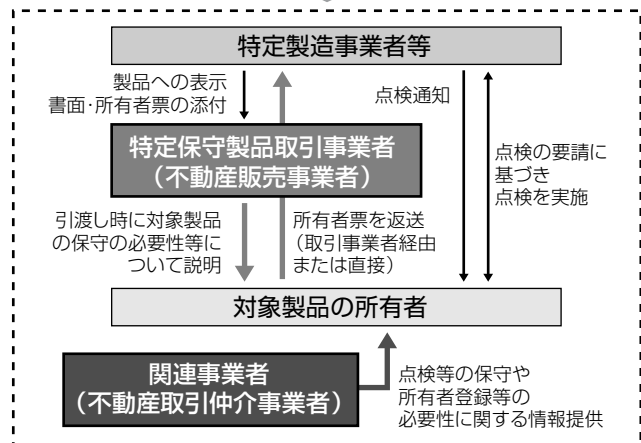 特定製造事業者等
製品への表示
書面・所有者票の添付
点検通知
特定保守製品取引事業者
(不動産販売事業者)
点検の要請に
基づき
点検を実施
引渡し時に対象製品
の保守の必要性等に
ついて説明
所有者票を返送
(取引事業者経由
または直接)
対象製品の所有者
関連事業者
(不動産取引仲介事業者)
点検等の保守や
所有者登録等の
必要性に関する情報提供